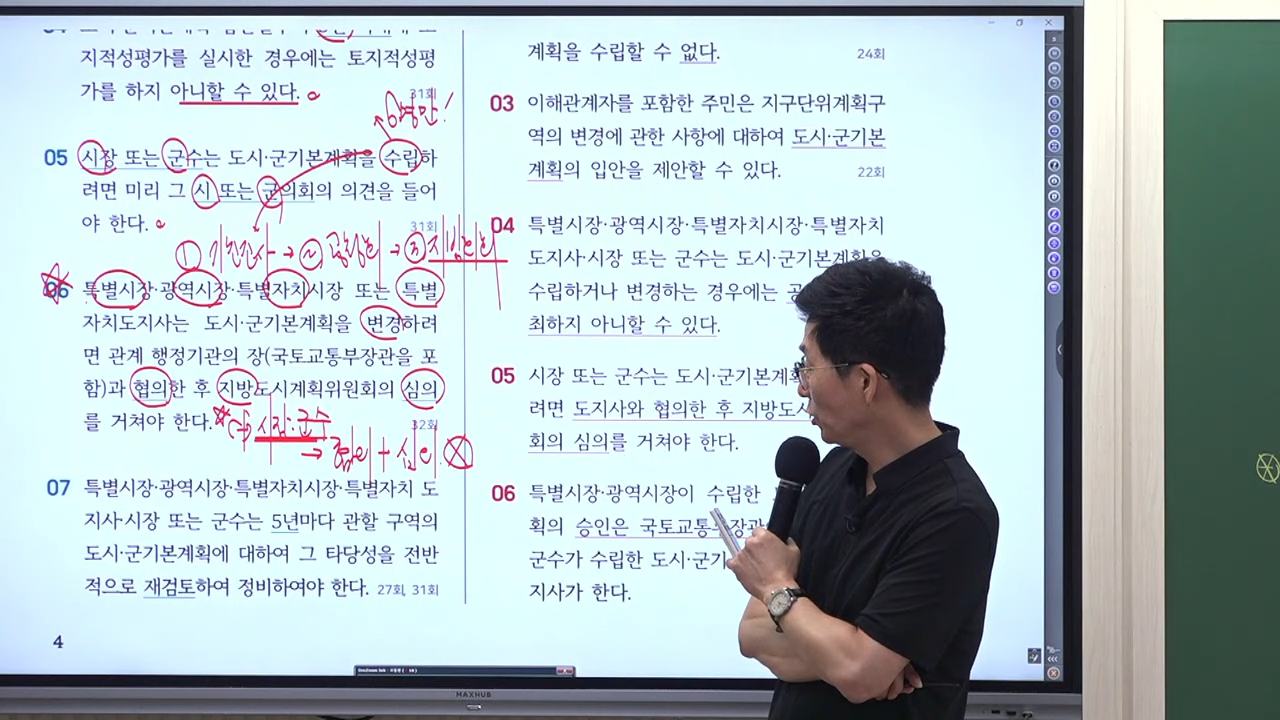 지적성평가를 실시한 경우에는 토지적성평
가를 하지 아니할 수 있다.
31회
05 시장 또는 군수는 도시·군기본계획을 수립하
려면 미리 그 시 또는 군의회의 의견을 들어
야 한다.
31회
① → ② → ③
06 특별시장·광역시장·특별자치시장 또는 특별
자치도지사는 도시·군기본계획을 변경하려
면 관계 행정기관의 장(국토교통부장관을 포
함)과 협의한 후 지방도시계획위원회의 심의
를 거쳐야 한다.
32회
시장·군수
07 특별시장·광역시장·특별자치시장·특별자치 도
지사·시장 또는 군수는 5년마다 관할 구역의
도시·군기본계획에 대하여 그 타당성을 전반
적으로 재검토하여 정비하여야 한다. 27회, 31회
4
계획을 수립할 수 없다.
24회
03 이해관계자를 포함한 주민은 지구단위계획구
역의 변경에 관한 사항에 대하여 도시·군기본
계획의 입안을 제안할 수 있다.
22회
04 특별시장·광역시장·특별자치시장·특별자치
도지사·시장 또는 군수는 도시·군기본계획을
수립하거나 변경하는 경우에는
최하지 아니할 수 있다.
05 시장 또는 군수는 도시·군기본계획
려면 도지사와 협의한 후 지방도시
회의 심의를 거쳐야 한다.
06 특별시장·광역시장이 수립한
획의 승인은 국토교통부장관
군수가 수립한 도시·군기
지사가 한다.
MAXHUB